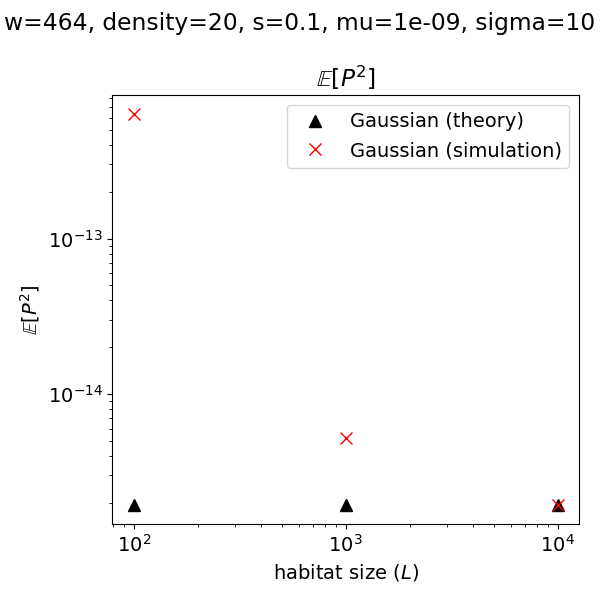 w=464, density=20, s=0.1, mu=1e-09, sigma=10
𝔼[P²]
Gaussian (theory)
Gaussian (simulation)
𝔼[P²]
10⁻¹³
10⁻¹⁴
10²
10³
10⁴
habitat size (L)